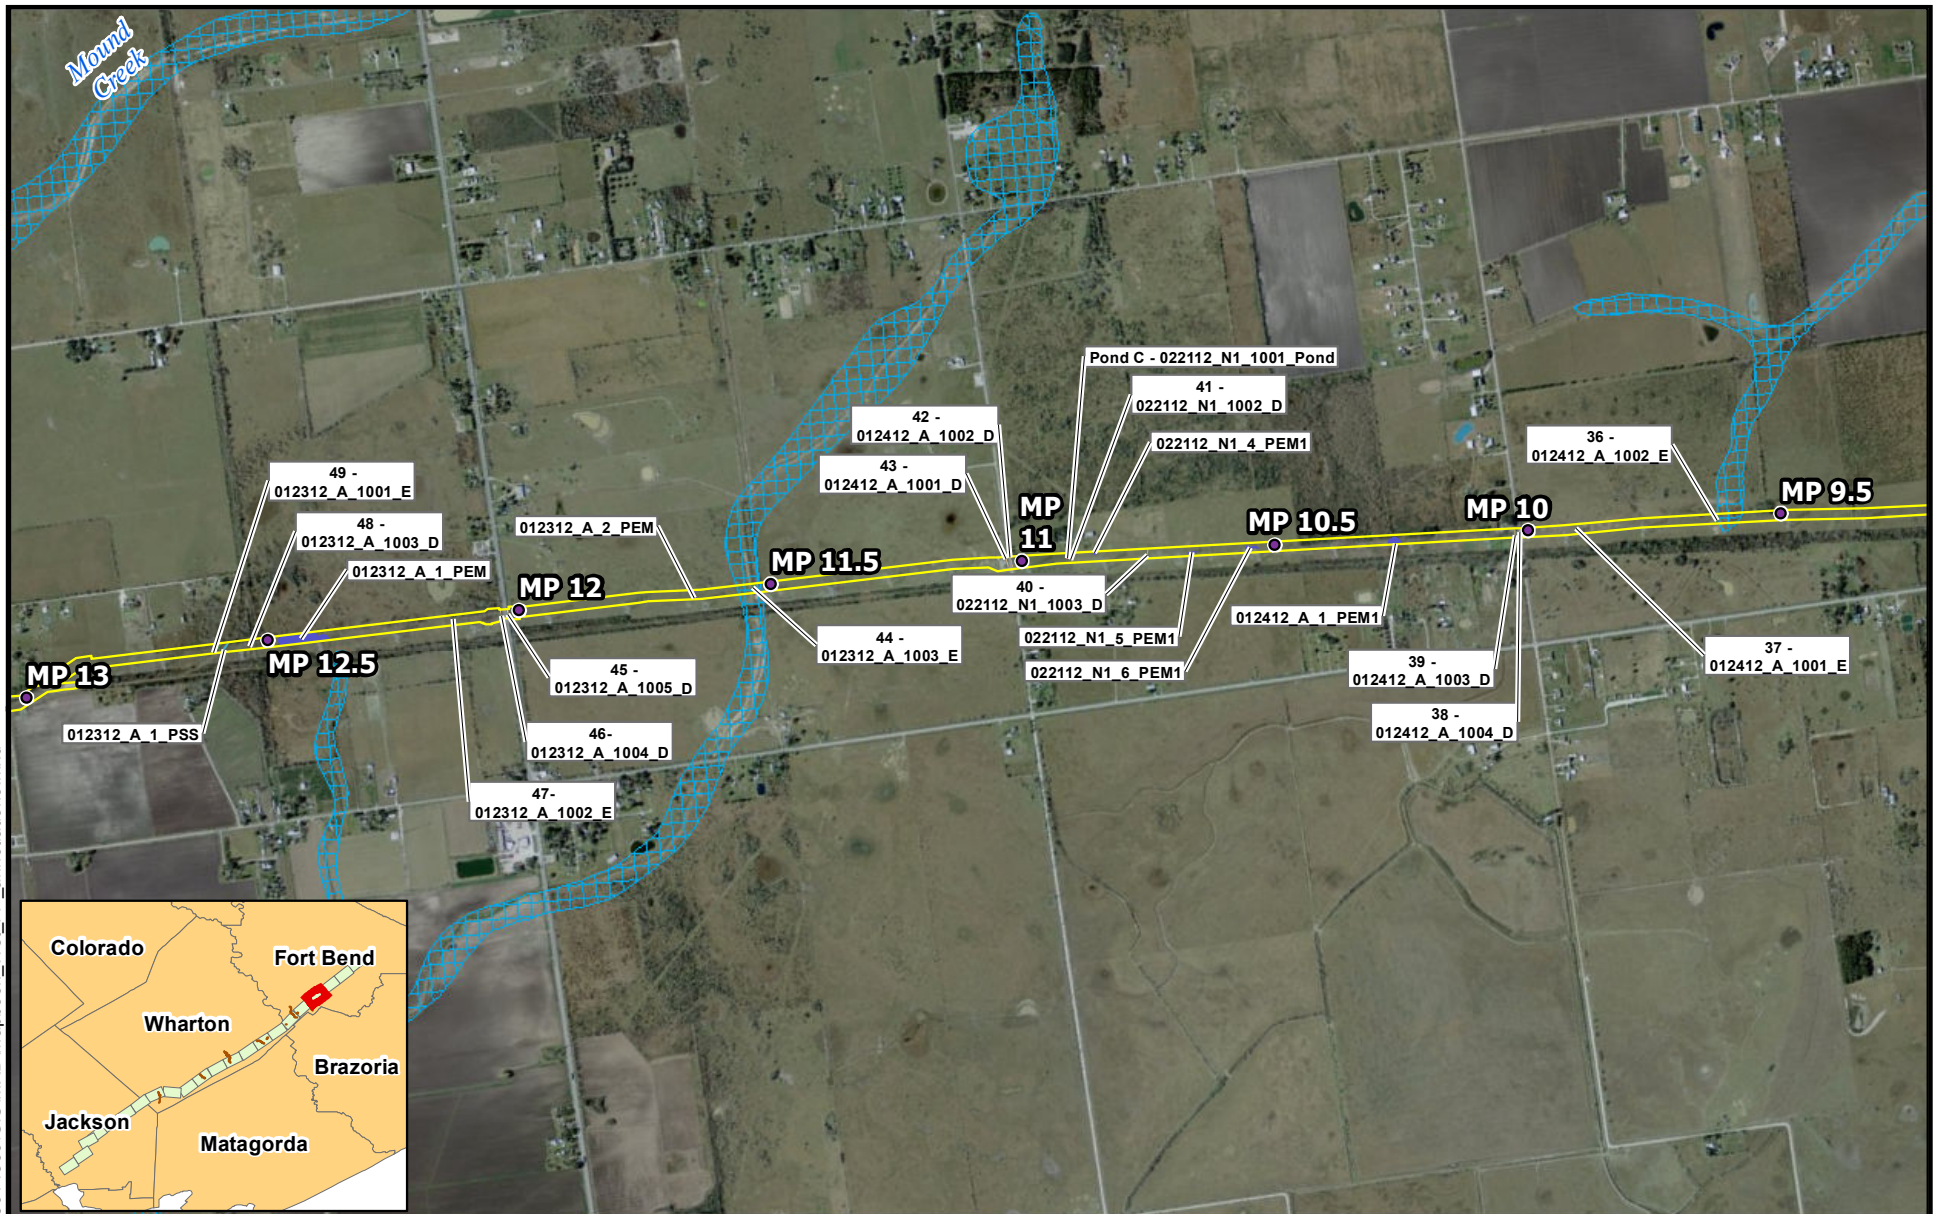 Mound
Creek
Pond C - 022112_N1_1001_Pond
41 -
022112_N1_1002_D
42 -
012412_A_1002_D
022112_N1_4_PEM1
36 -
012412_A_1002_E
43 -
012412_A_1001_D
49 -
012312_A_1001_E
48 -
012312_A_1003_D
012312_A_2_PEM
012312_A_1_PEM
MP
11
MP 10.5
MP 10
MP 9.5
MP 11.5
MP 12
MP 12.5
MP 13
40 -
022112_N1_1003_D
022112_N1_5_PEM1
022112_N1_6_PEM1
012412_A_1_PEM1
44 -
012312_A_1003_E
39 -
012412_A_1003_D
37 -
012412_A_1001_E
45 -
012312_A_1005_D
38 -
012412_A_1004_D
012312_A_1_PSS
46-
012312_A_1004_D
47-
012312_A_1002_E
Colorado
Fort Bend
Wharton
Brazoria
Jackson
Matagorda